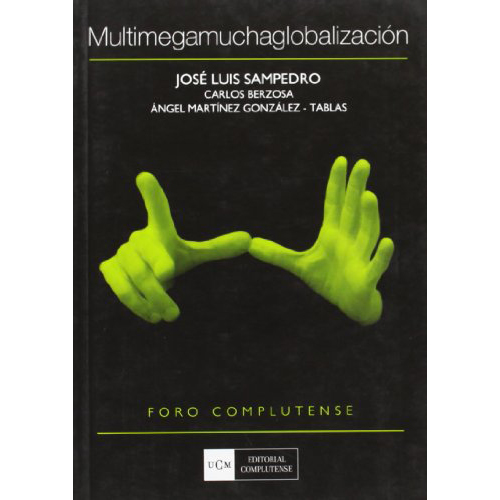 Multimegamuchaglobalización
JOSÉ LUIS SAMPEDRO
CARLOS BERZOSA
ÁNGEL MARTÍNEZ GONZÁLEZ - TABLAS
FORO COMPLUTENSE
UCM
EDITORIAL
COMPLUTENSE